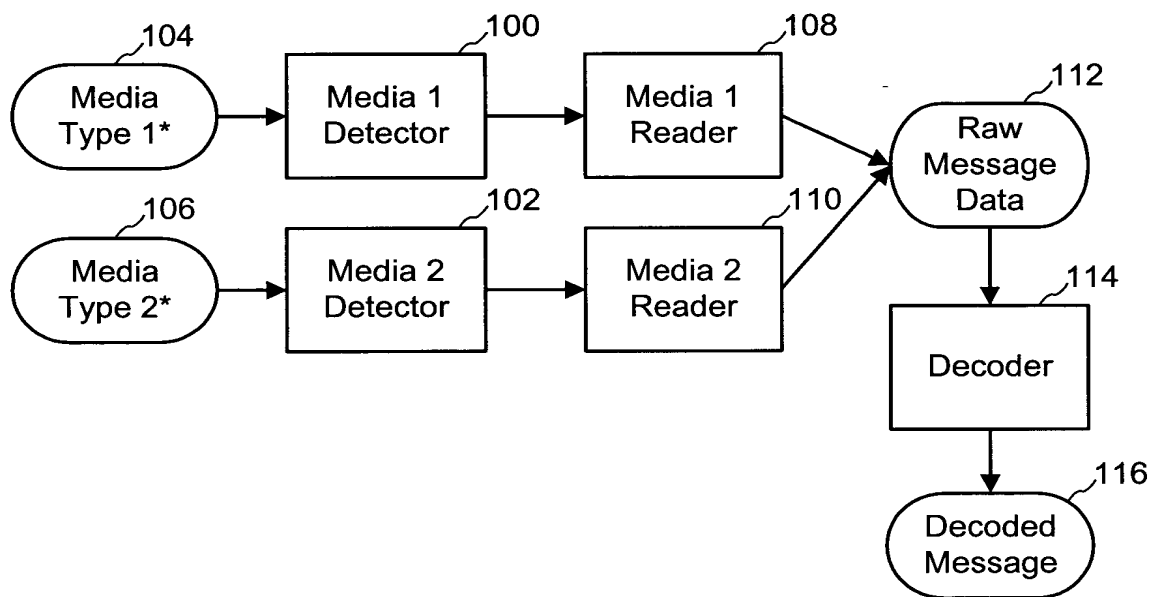 104
Media
Type 1*
100
Media 1
Detector
108
Media 1
Reader
112
Raw
Message
Data
106
Media
Type 2*
102
Media 2
Detector
110
Media 2
Reader
114
Decoder
116
Decoded
Message